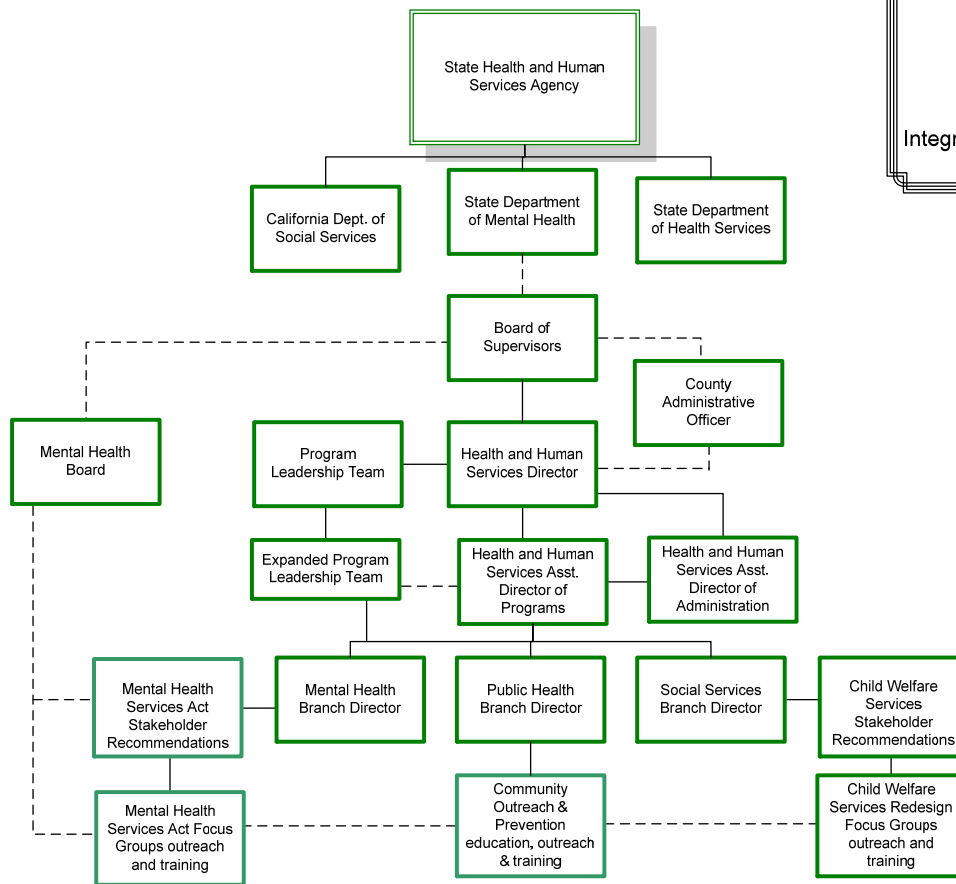 State Health and Human
Services Agency
Integr
California Dept. of
Social Services
State Department
of Mental Health
State Department
of Health Services
Board of
Supervisors
County
Administrative
Officer
Mental Health
Board
Program
Leadership Team
Health and Human
Services Director
Expanded Program
Leadership Team
Health and Human
Services Asst.
Director of
Programs
Health and Human
Services Asst.
Director of
Administration
Mental Health
Services Act
Stakeholder
Recommendations
Mental Health
Branch Director
Public Health
Branch Director
Social Services
Branch Director
Child Welfare
Services
Stakeholder
Recommendations
Mental Health
Services Act Focus
Groups outreach
and training
Community
Outreach &
Prevention
education, outreach
& training
Child Welfare
Services Redesign
Focus Groups
outreach and
training